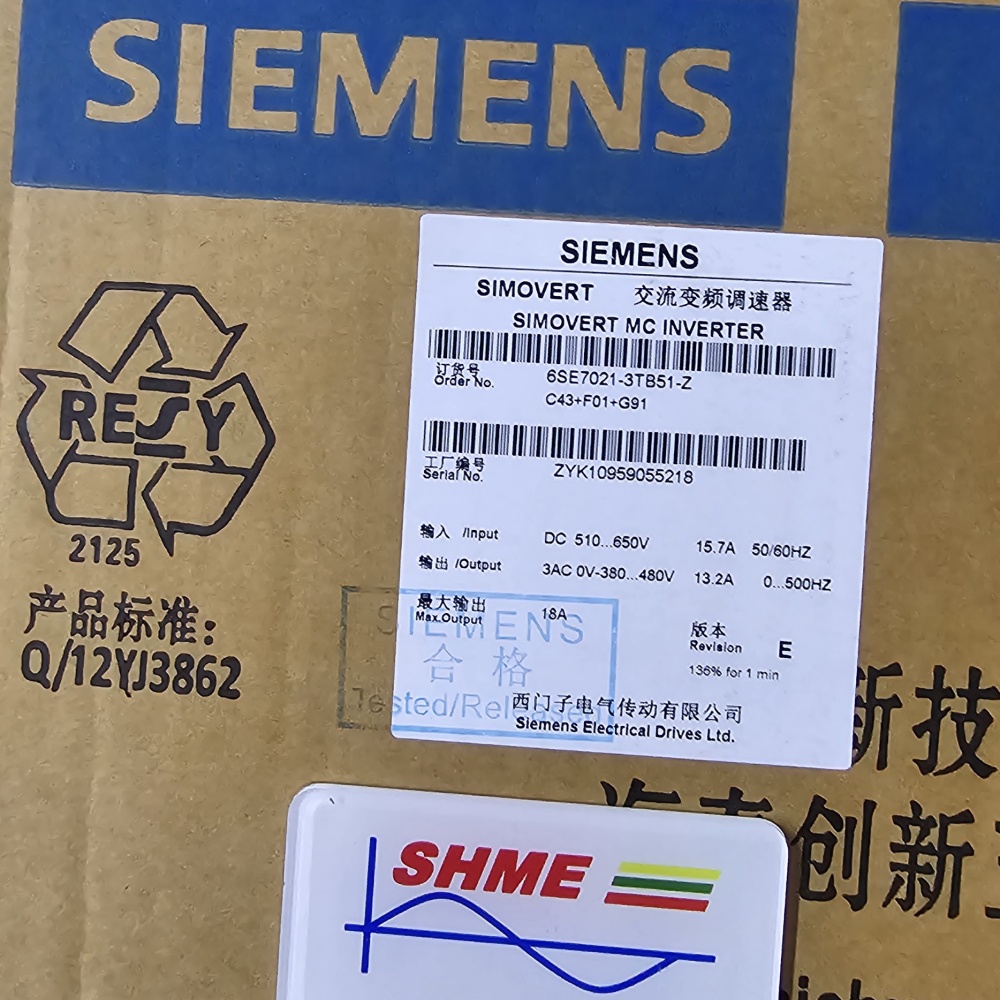 SIEMENS
SIEMENS
SIMOVERT 交流变频调速器
SIMOVERT MC INVERTER
订货号
Order No.
6SE7021-3TB51-Z
C43+F01+G91
工厂编号
Serial No.
ZYK10959055218
输入 /Input DC 510...650V 15.7A 50/60HZ
输出 /Output 3AC 0V-380...480V 13.2A 0...500HZ
最大输出
Max.Output
18A
版本
Revision
E
136% for 1 min
西门子电气传动有限公司
Siemens Electrical Drives Ltd.
SIEMENS
合格
Tested/Released
RESY
2125
产品标准:
Q/12YJ3862
新技
创新
SHME